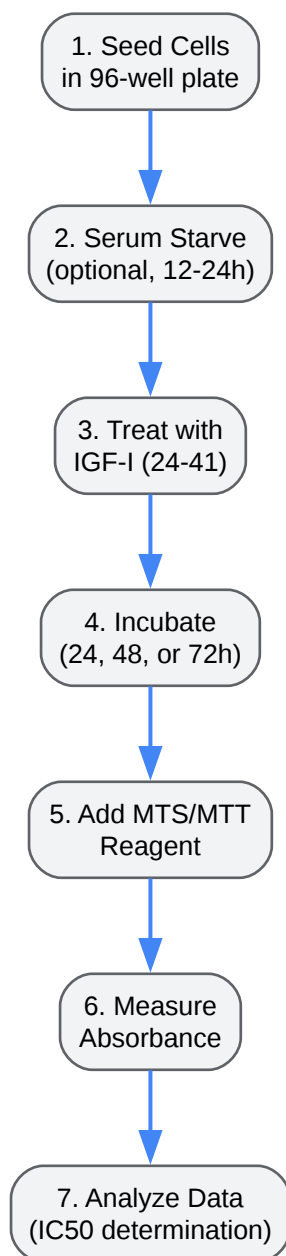 1. Seed Cells
in 96-well plate
2. Serum Starve
(optional, 12-24h)
3. Treat with
IGF-I (24-41)
4. Incubate
(24, 48, or 72h)
5. Add MTS/MTT
Reagent
6. Measure
Absorbance
7. Analyze Data
(IC50 determination)